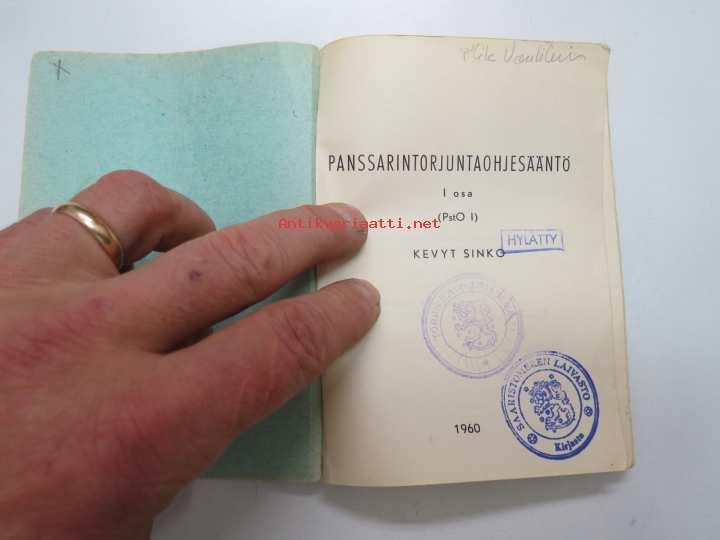 PANSSARINTORJUNTAOHJESÄÄNTÖ
I osa
(PstO I)
Antikvariaatti.net
HYLÄTTY
KEVYT SINKO
SAARISTOMEREN LAIVASTO
Kirjasto
1960